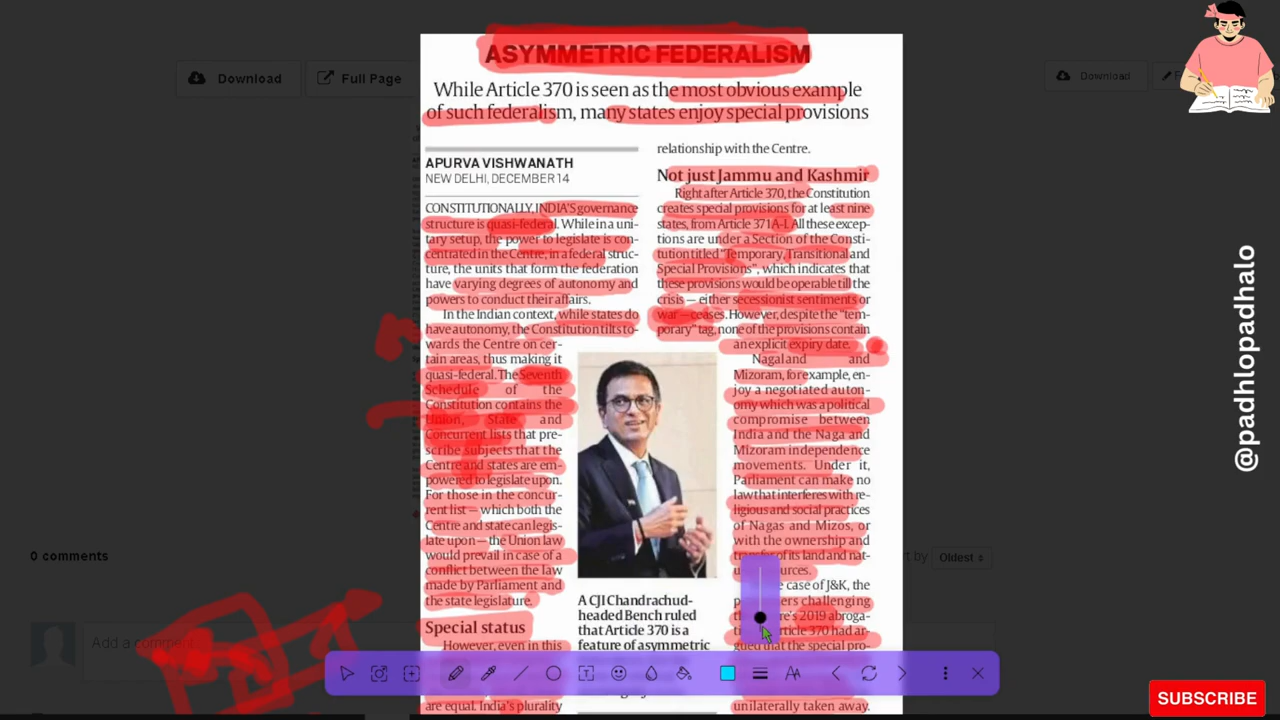 Download
Full Page
Download
ASYMMETRIC FEDERALISM
While Article 370 is seen as the most obvious example
of such federalism, many states enjoy special provisions
APURVA VISHWANATH
NEW DELHI, DECEMBER 14
CONSTITUTIONALLY, INDIA'S governance
structure is quasi-federal. While in a uni-
tary setup, the power to legislate is con-
centrated in the Centre, in a federal struc-
ture, the units that form the federation
have varying degrees of autonomy and
powers to conduct their affairs.
In the Indian context, while states do
have autonomy, the Constitution tilts to-
wards the Centre on cer-
tain areas, thus making it
quasi-federal. The Seventh
Schedule of the
Constitution contains the
Union, State and
Concurrent lists that pre-
scribe subjects that the
Centre and states are em-
powered to legislate upon.
For those in the concur-
rent list — which both the
Centre and state can legis-
late upon — the Union law
would prevail in case of a
conflict between the law
made by Parliament and
the state legislature.
Special status
However, even in this
are equal. India's plurality
A CJI Chandrachud-
headed Bench ruled
that Article 370 is a
feature of asymmetric
relationship with the Centre.
Not just Jammu and Kashmir
Right after Article 370, the Constitution
creates special provisions for at least nine
states, from Article 371A-I. All these excep-
tions are under a Section of the Consti-
tution titled "Temporary, Transitional and
Special Provisions", which indicates that
these provisions would be operable till the
crisis — either secessionist sentiments or
war — ceases. However, despite the "tem-
porary" tag, none of the provisions contain
an explicit expiry date.
Nagaland and
Mizoram, for example, en-
joy a negotiated auton-
omy which was a political
compromise between
India and the Naga and
Mizoram independence
movements. Under it,
Parliament can make no
law that interferes with re-
ligious and social practices
of Nagas and Mizos, or
with the ownership and
transfer of its land and nat-
case of J&K, the
challenging
2019 abroga-
370 had ar-
gued that the special pro-
unilaterally taken away.
0 comments
by Oldest
Add a comment
@padhlopadhalo
SUBSCRIBE